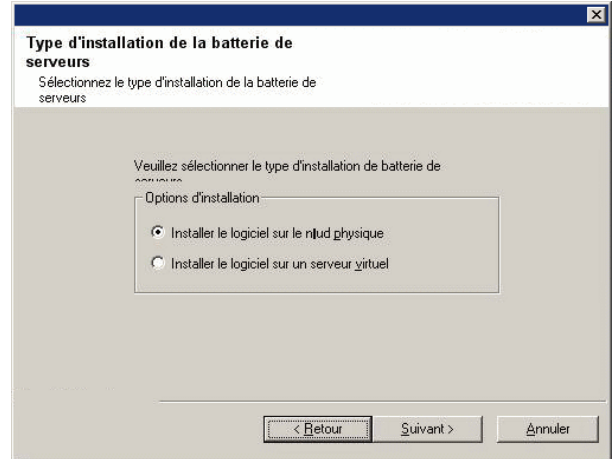 Type d'installation de la batterie de
serveurs
Sélectionnez le type d'installation de la batterie de
serveurs
Veuillez sélectionner le type d'installation de batterie de
Options d'installation
Installer le logiciel sur le nlud physique
Installer le logiciel sur un serveur virtuel
< Retour
Suivant >
Annuler